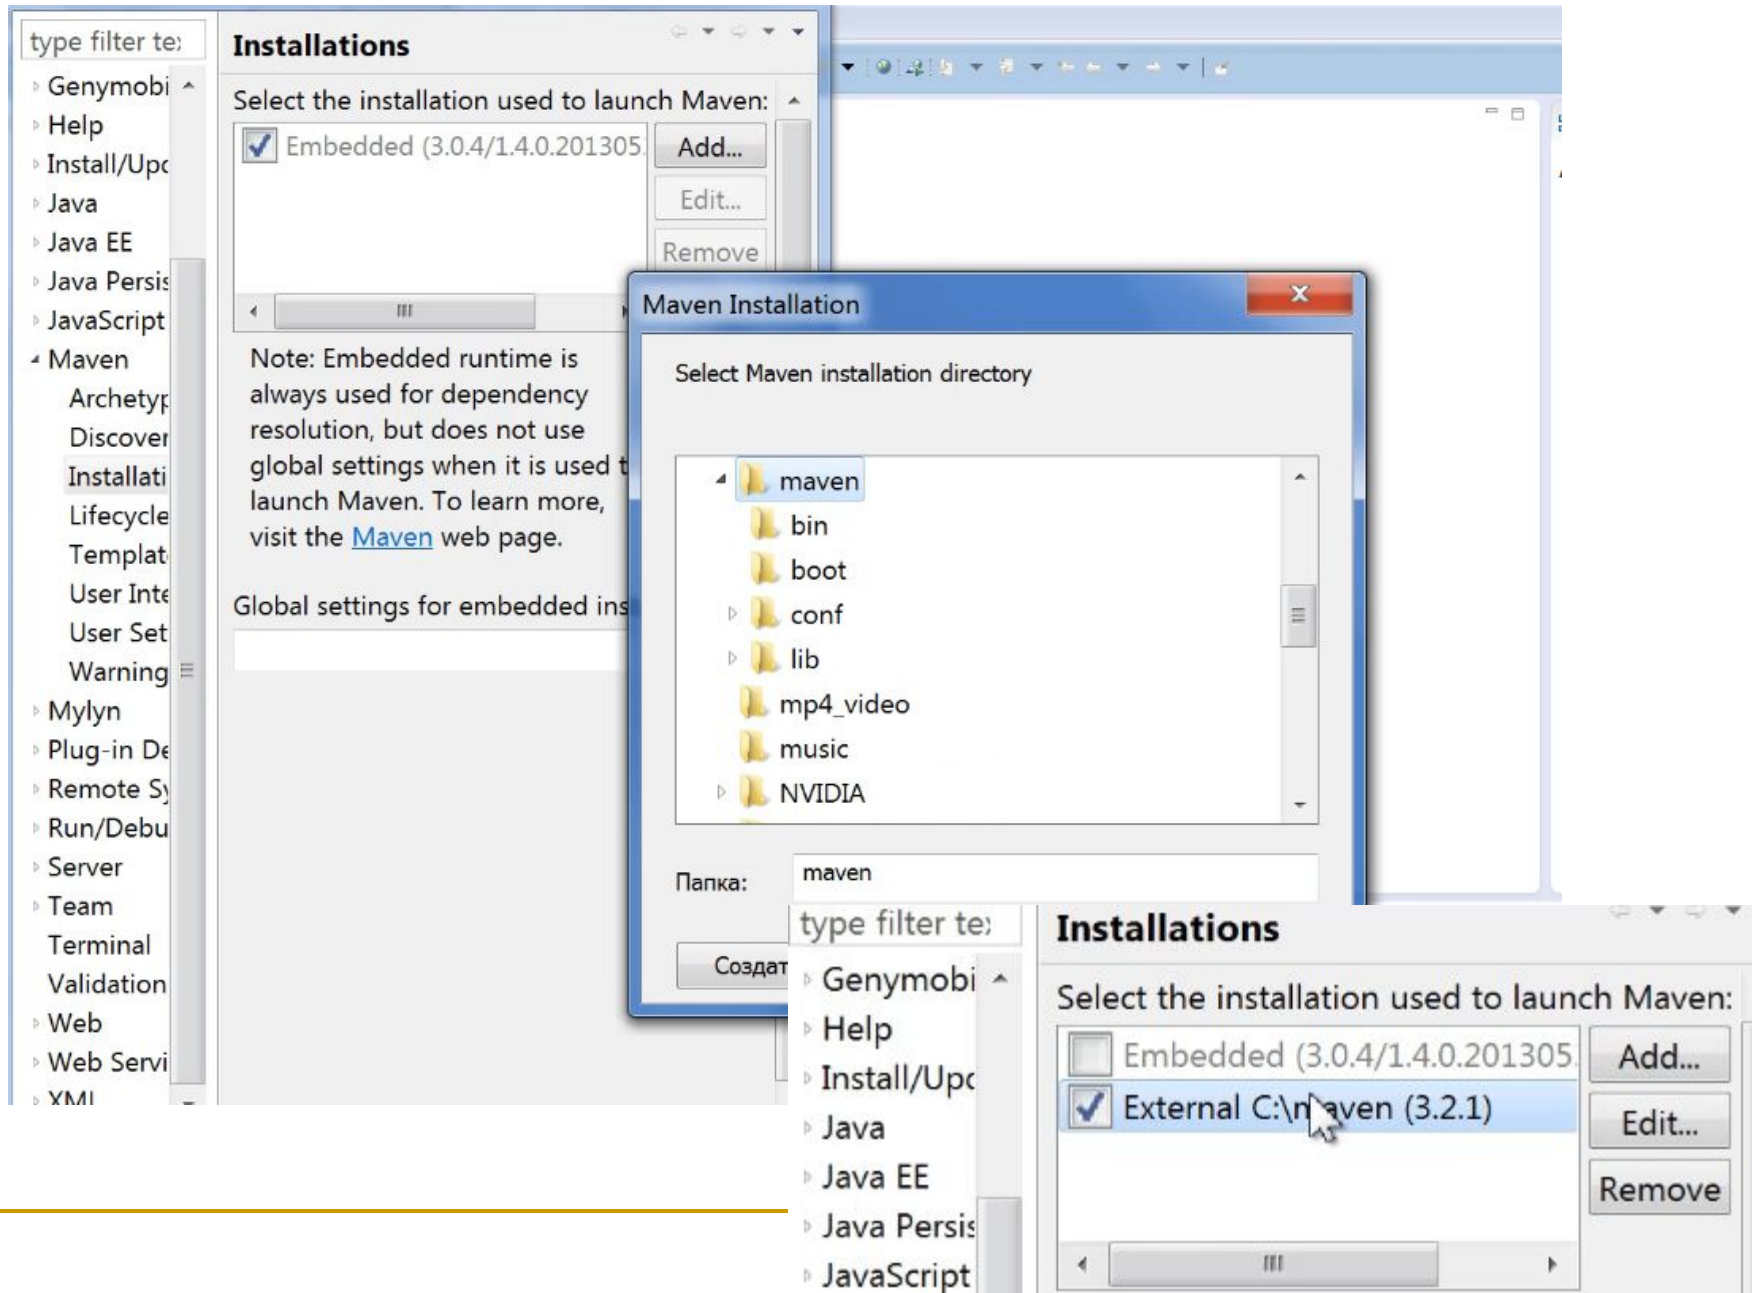 type filter te
Genymobi
Help
Install/Upd
Java
Java EE
Java Persis
JavaScript
Maven
Archetyp
Discover
Installati
Lifecycle
Templat
User Inte
User Set
Warning
Mylyn
Plug-in De
Remote Sy
Run/Debu
Server
Team
Terminal
Validation
Web
Web Servi
XML
Installations
Select the installation used to launch Maven:
Embedded (3.0.4/1.4.0.201305
Add...
Edit...
Remove
Note: Embedded runtime is
always used for dependency
resolution, but does not use
global settings when it is used t
launch Maven. To learn more,
visit the Maven web page.
Global settings for embedded ins
Maven Installation
Select Maven installation directory
maven
bin
boot
conf
lib
mp4_video
music
NVIDIA
Папка:
maven
Создат
type filter te
Genymobi
Help
Install/Upd
Java
Java EE
Java Persis
JavaScript
Installations
Select the installation used to launch Maven:
Embedded (3.0.4/1.4.0.201305
External C:\maven (3.2.1)
Add...
Edit...
Remove